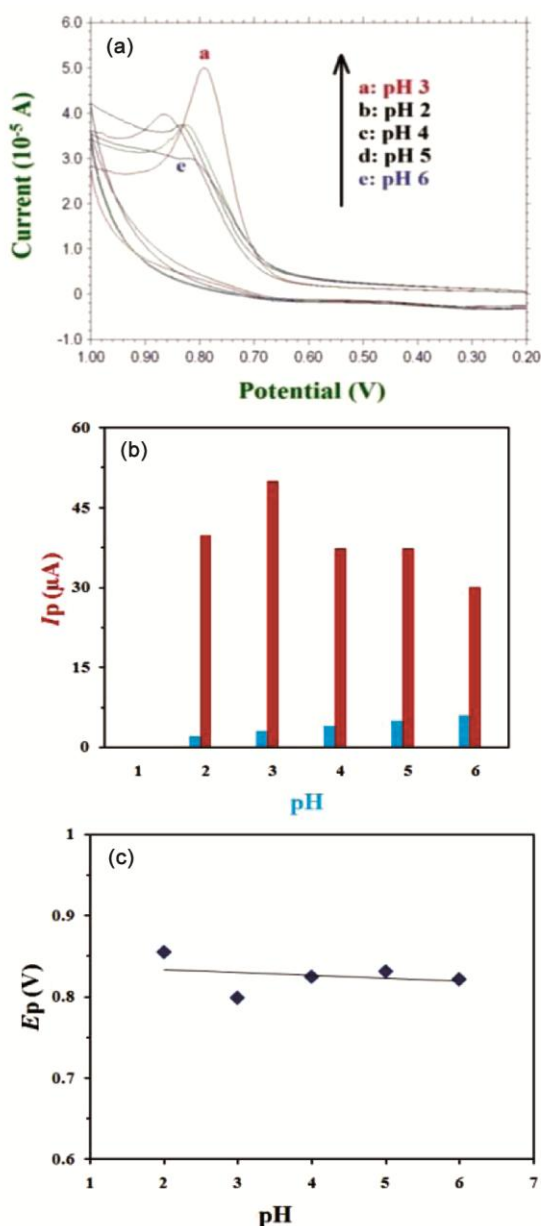 (a)
a
a: pH 3
b: pH 2
c: pH 4
d: pH 5
e: pH 6
e
Current (10⁻⁵ A)
6.0
5.0
4.0
3.0
2.0
1.0
0
-1.0
1.00 0.90 0.80 0.70 0.60 0.50 0.40 0.30 0.20
Potential (V)
(b)
Ip (µA)
60
45
30
15
0
1 2 3 4 5 6
pH
(c)
Ep (V)
1
0.9
0.8
0.7
0.6
1 2 3 4 5 6 7
pH